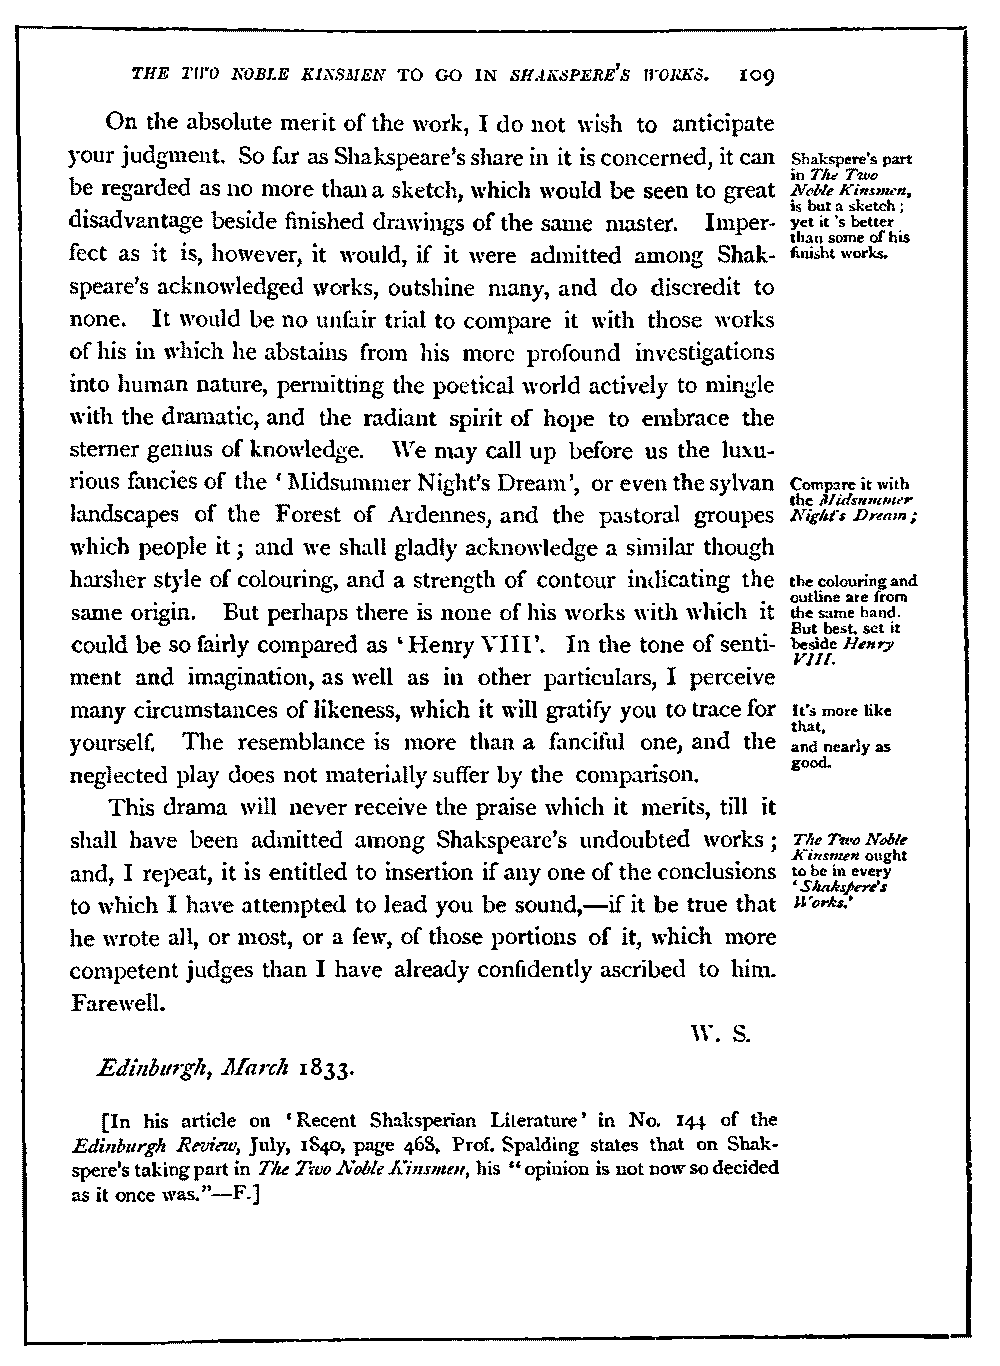 THE TWO NOBLE KINSMEN TO GO IN SHAKSPERE'S WORKS. 109
On the absolute merit of the work, I do not wish to anticipate
your judgment. So far as Shakspeare's share in it is concerned, it can
be regarded as no more than a sketch, which would be seen to great
disadvantage beside finished drawings of the same master. Imper-
fect as it is, however, it would, if it were admitted among Shak-
speare's acknowledged works, outshine many, and do discredit to
none. It would be no unfair trial to compare it with those works
of his in which he abstains from his more profound investigations
into human nature, permitting the poetical world actively to mingle
with the dramatic, and the radiant spirit of hope to embrace the
sterner genius of knowledge. We may call up before us the luxu-
rious fancies of the ‘Midsummer Night's Dream’, or even the sylvan
landscapes of the Forest of Ardennes, and the pastoral groupes
which people it; and we shall gladly acknowledge a similar though
harsher style of colouring, and a strength of contour indicating the
same origin. But perhaps there is none of his works with which it
could be so fairly compared as ‘Henry VIII’. In the tone of senti-
ment and imagination, as well as in other particulars, I perceive
many circumstances of likeness, which it will gratify you to trace for
yourself. The resemblance is more than a fanciful one, and the
neglected play does not materially suffer by the comparison.
This drama will never receive the praise which it merits, till it
shall have been admitted among Shakspeare's undoubted works;
and, I repeat, it is entitled to insertion if any one of the conclusions
to which I have attempted to lead you be sound,—if it be true that
he wrote all, or most, or a few, of those portions of it, which more
competent judges than I have already confidently ascribed to him.
Farewell.
W. S.
Edinburgh, March 1833.
[In his article on ‘Recent Shaksperian Literature’ in No. 144 of the
Edinburgh Review, July, 1840, page 468, Prof. Spalding states that on Shak-
spere's taking part in The Two Noble Kinsmen, his “opinion is not now so decided
as it once was.”—F.]
Shakspere's part
in The Two
Noble Kinsmen,
is but a sketch;
yet it 's better
than some of his
finisht works.
Compare it with
the Midsummer
Night's Dream;
the colouring and
outline are from
the same hand.
But best, set it
beside Henry
VIII.
It's more like
that,
and nearly as
good.
The Two Noble
Kinsmen ought
to be in every
‘Shakspere's
Works.’